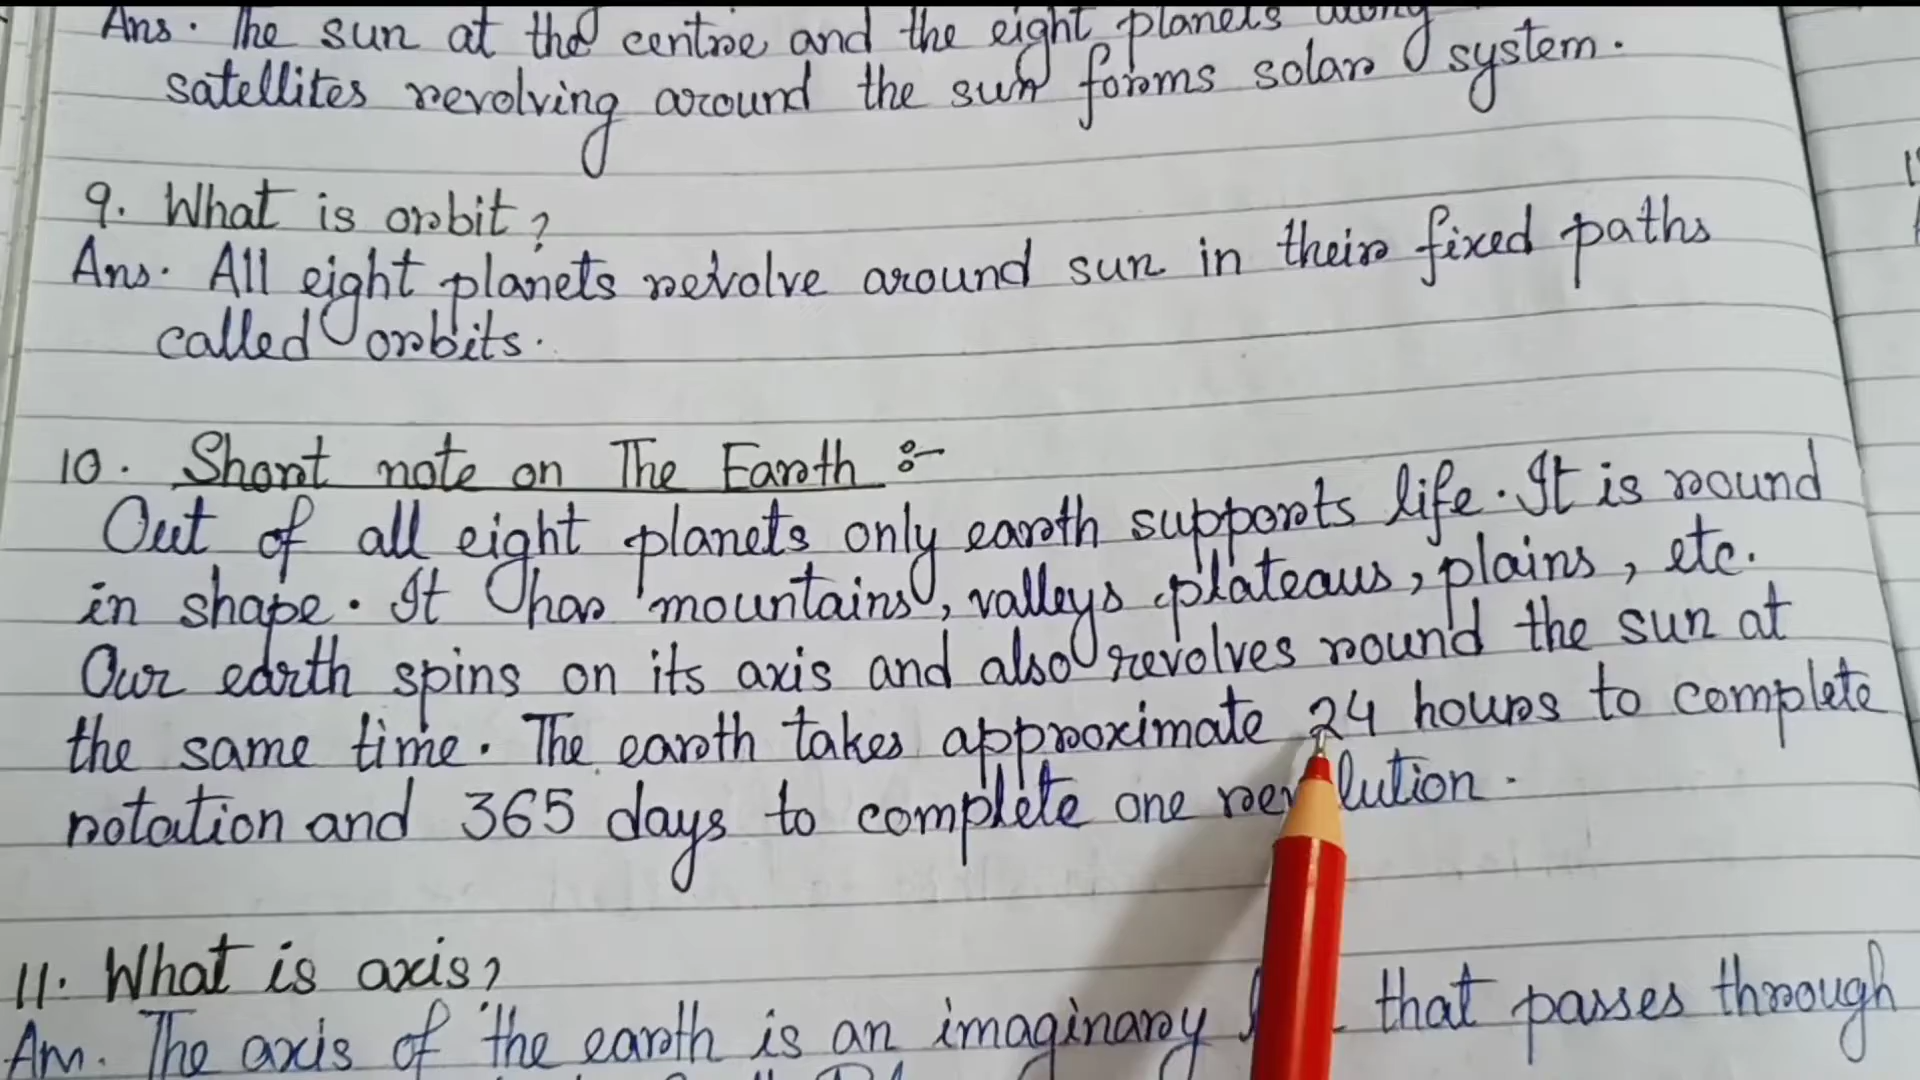 Ans. The sun at the centre and the eight planets along
satellites revolving around the sun forms solar system.
9. What is orbit?
Ans. All eight planets revolve around sun in their fixed paths
called orbits.
10. Short note on The Earth :-
Out of all eight planets only earth supports life. It is round
in shape. It has mountains, valleys, plateaus, plains, etc.
Our earth spins on its axis and also revolves round the sun at
the same time. The earth takes approximate 24 hours to complete
rotation and 365 days to complete one revolution.
11. What is axis?
Ans. The axis of the earth is an imaginary that passes through